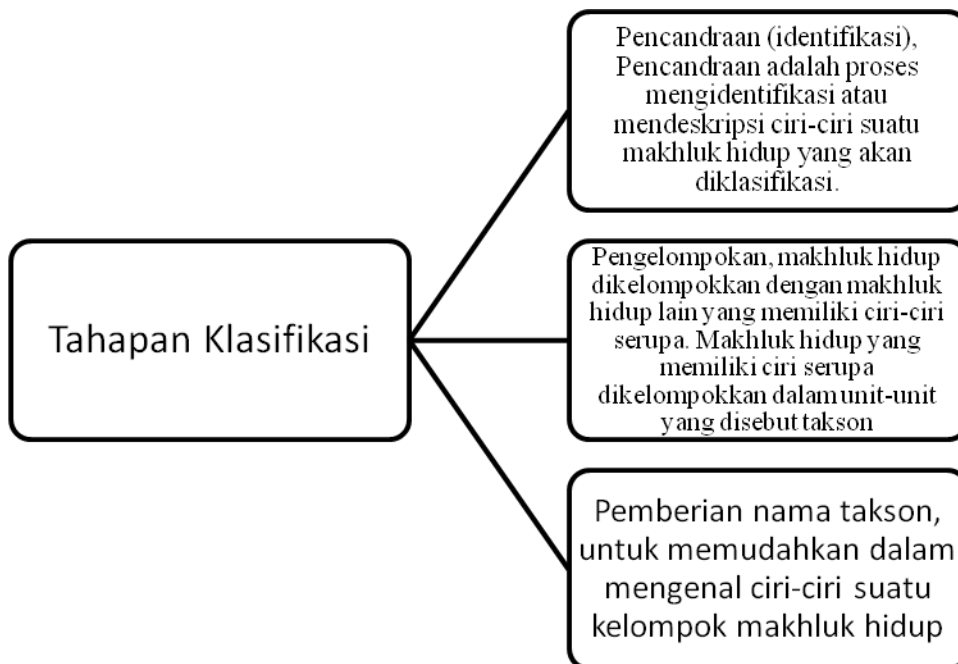 Tahapan Klasifikasi
Pencandraan (identifikasi),
Pencandraan adalah proses
mengidentifikasi atau
mendeskripsi ciri-ciri suatu
makhluk hidup yang akan
diklasifikasi.
Pengelompokan, makhluk hidup
dikelompokkan dengan makhluk
hidup lain yang memiliki ciri-ciri
serupa. Makhluk hidup yang
memiliki ciri serupa
dikelompokkan dalam unit-unit
yang disebut takson
Pemberian nama takson,
untuk memudahkan dalam
mengenal ciri-ciri suatu
kelompok makhluk hidup